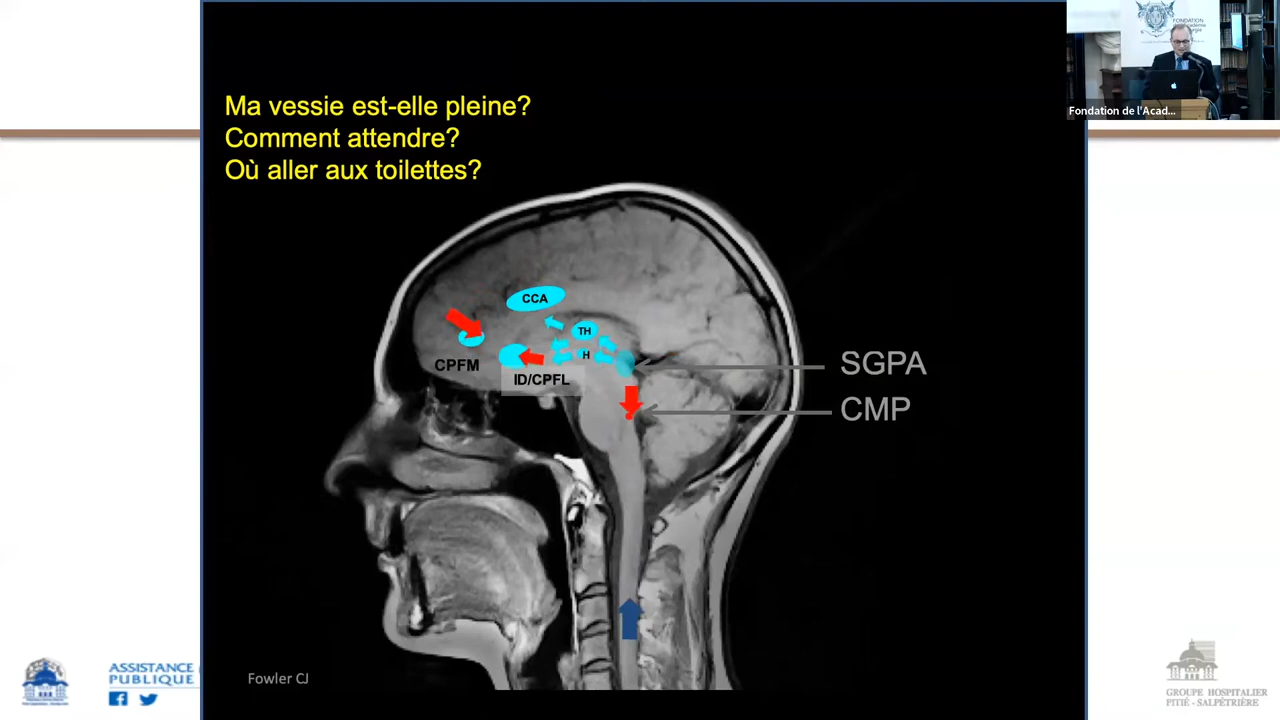 Ma vessie est-elle pleine?
Comment attendre?
Où aller aux toilettes?
CCA
TH
H
CPFM
ID/CPFL
SGPA
CMP
Fowler CJ
FONDATION
Fondation de l'Acad...
ASSISTANCE
PUBLIQUE
GROUPE HOSPITALIER
PITIÉ - SALPÊTRIÈRE